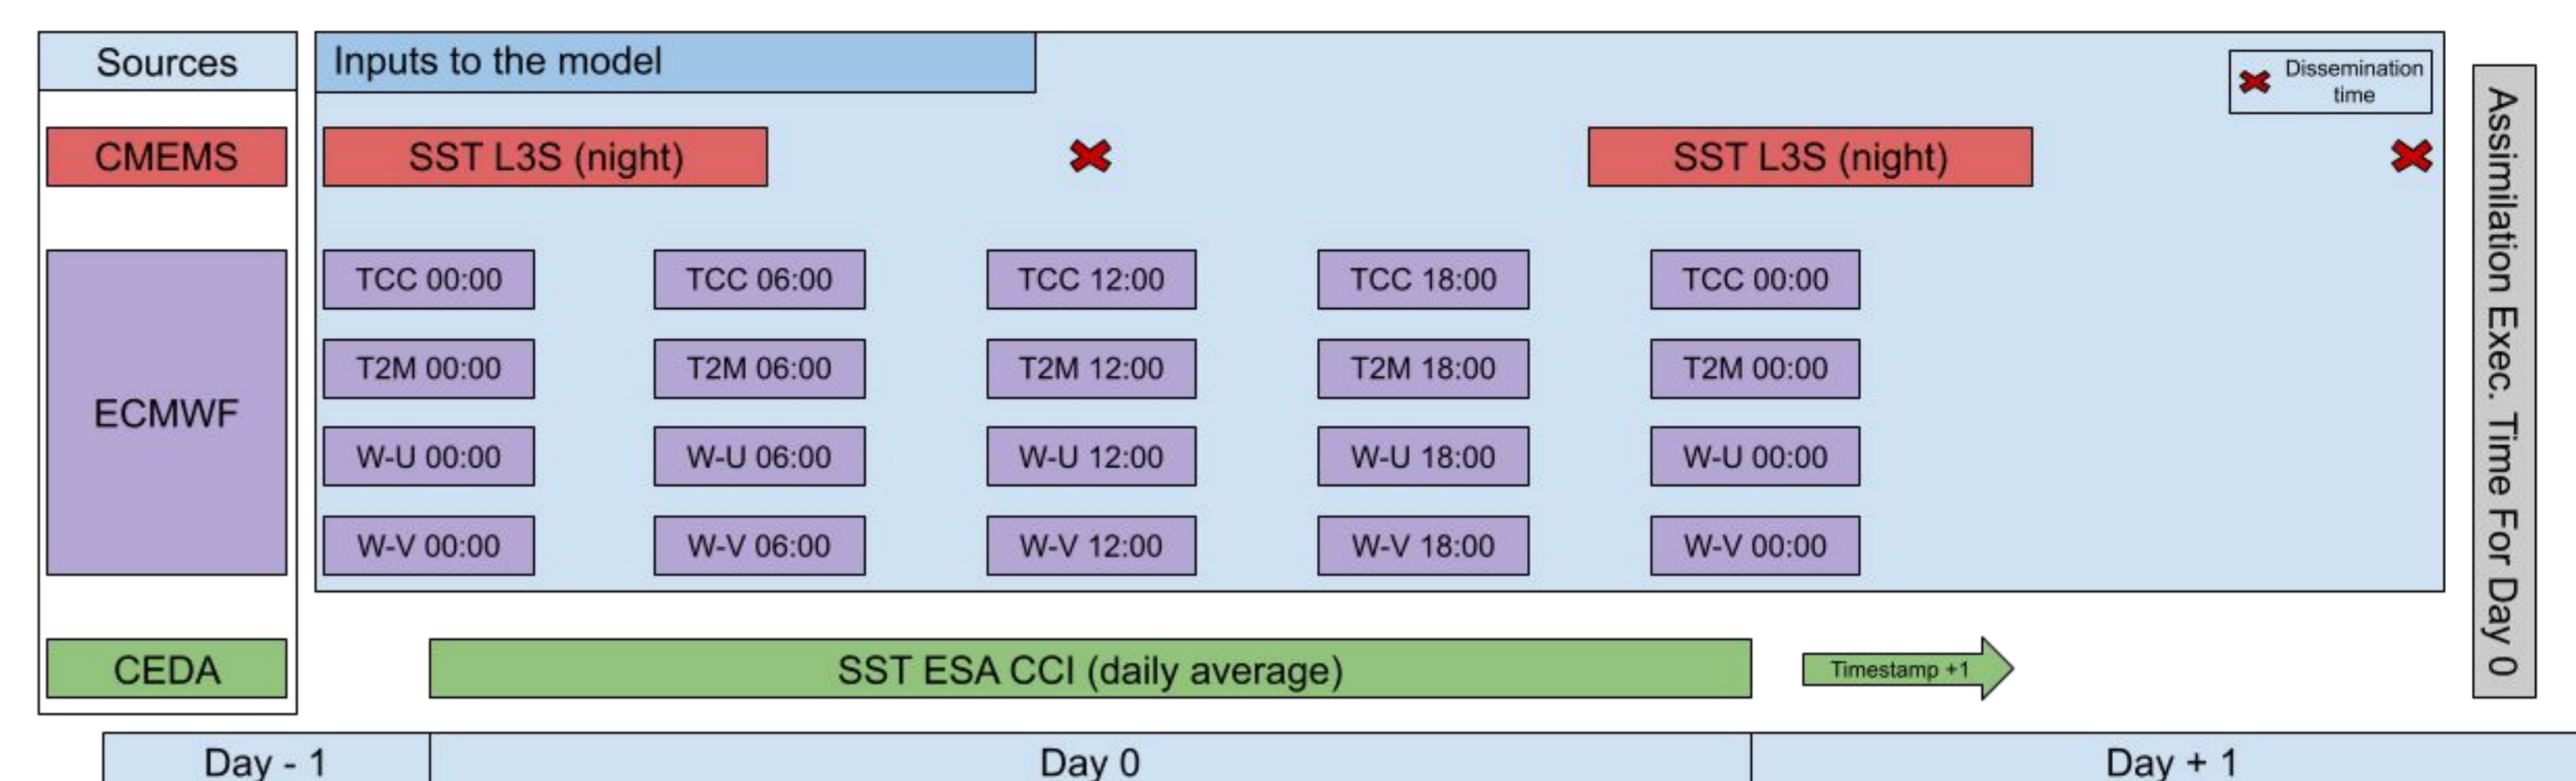 Sources
Inputs to the model
Dissemination
time
CMEMS
SST L3S (night)
SST L3S (night)
ECMWF
TCC 00:00
TCC 06:00
TCC 12:00
TCC 18:00
TCC 00:00
T2M 00:00
T2M 06:00
T2M 12:00
T2M 18:00
T2M 00:00
W-U 00:00
W-U 06:00
W-U 12:00
W-U 18:00
W-U 00:00
W-V 00:00
W-V 06:00
W-V 12:00
W-V 18:00
W-V 00:00
CEDA
SST ESA CCI (daily average)
Timestamp +1
Assimilation Exec. Time For Day 0
Day - 1
Day 0
Day + 1